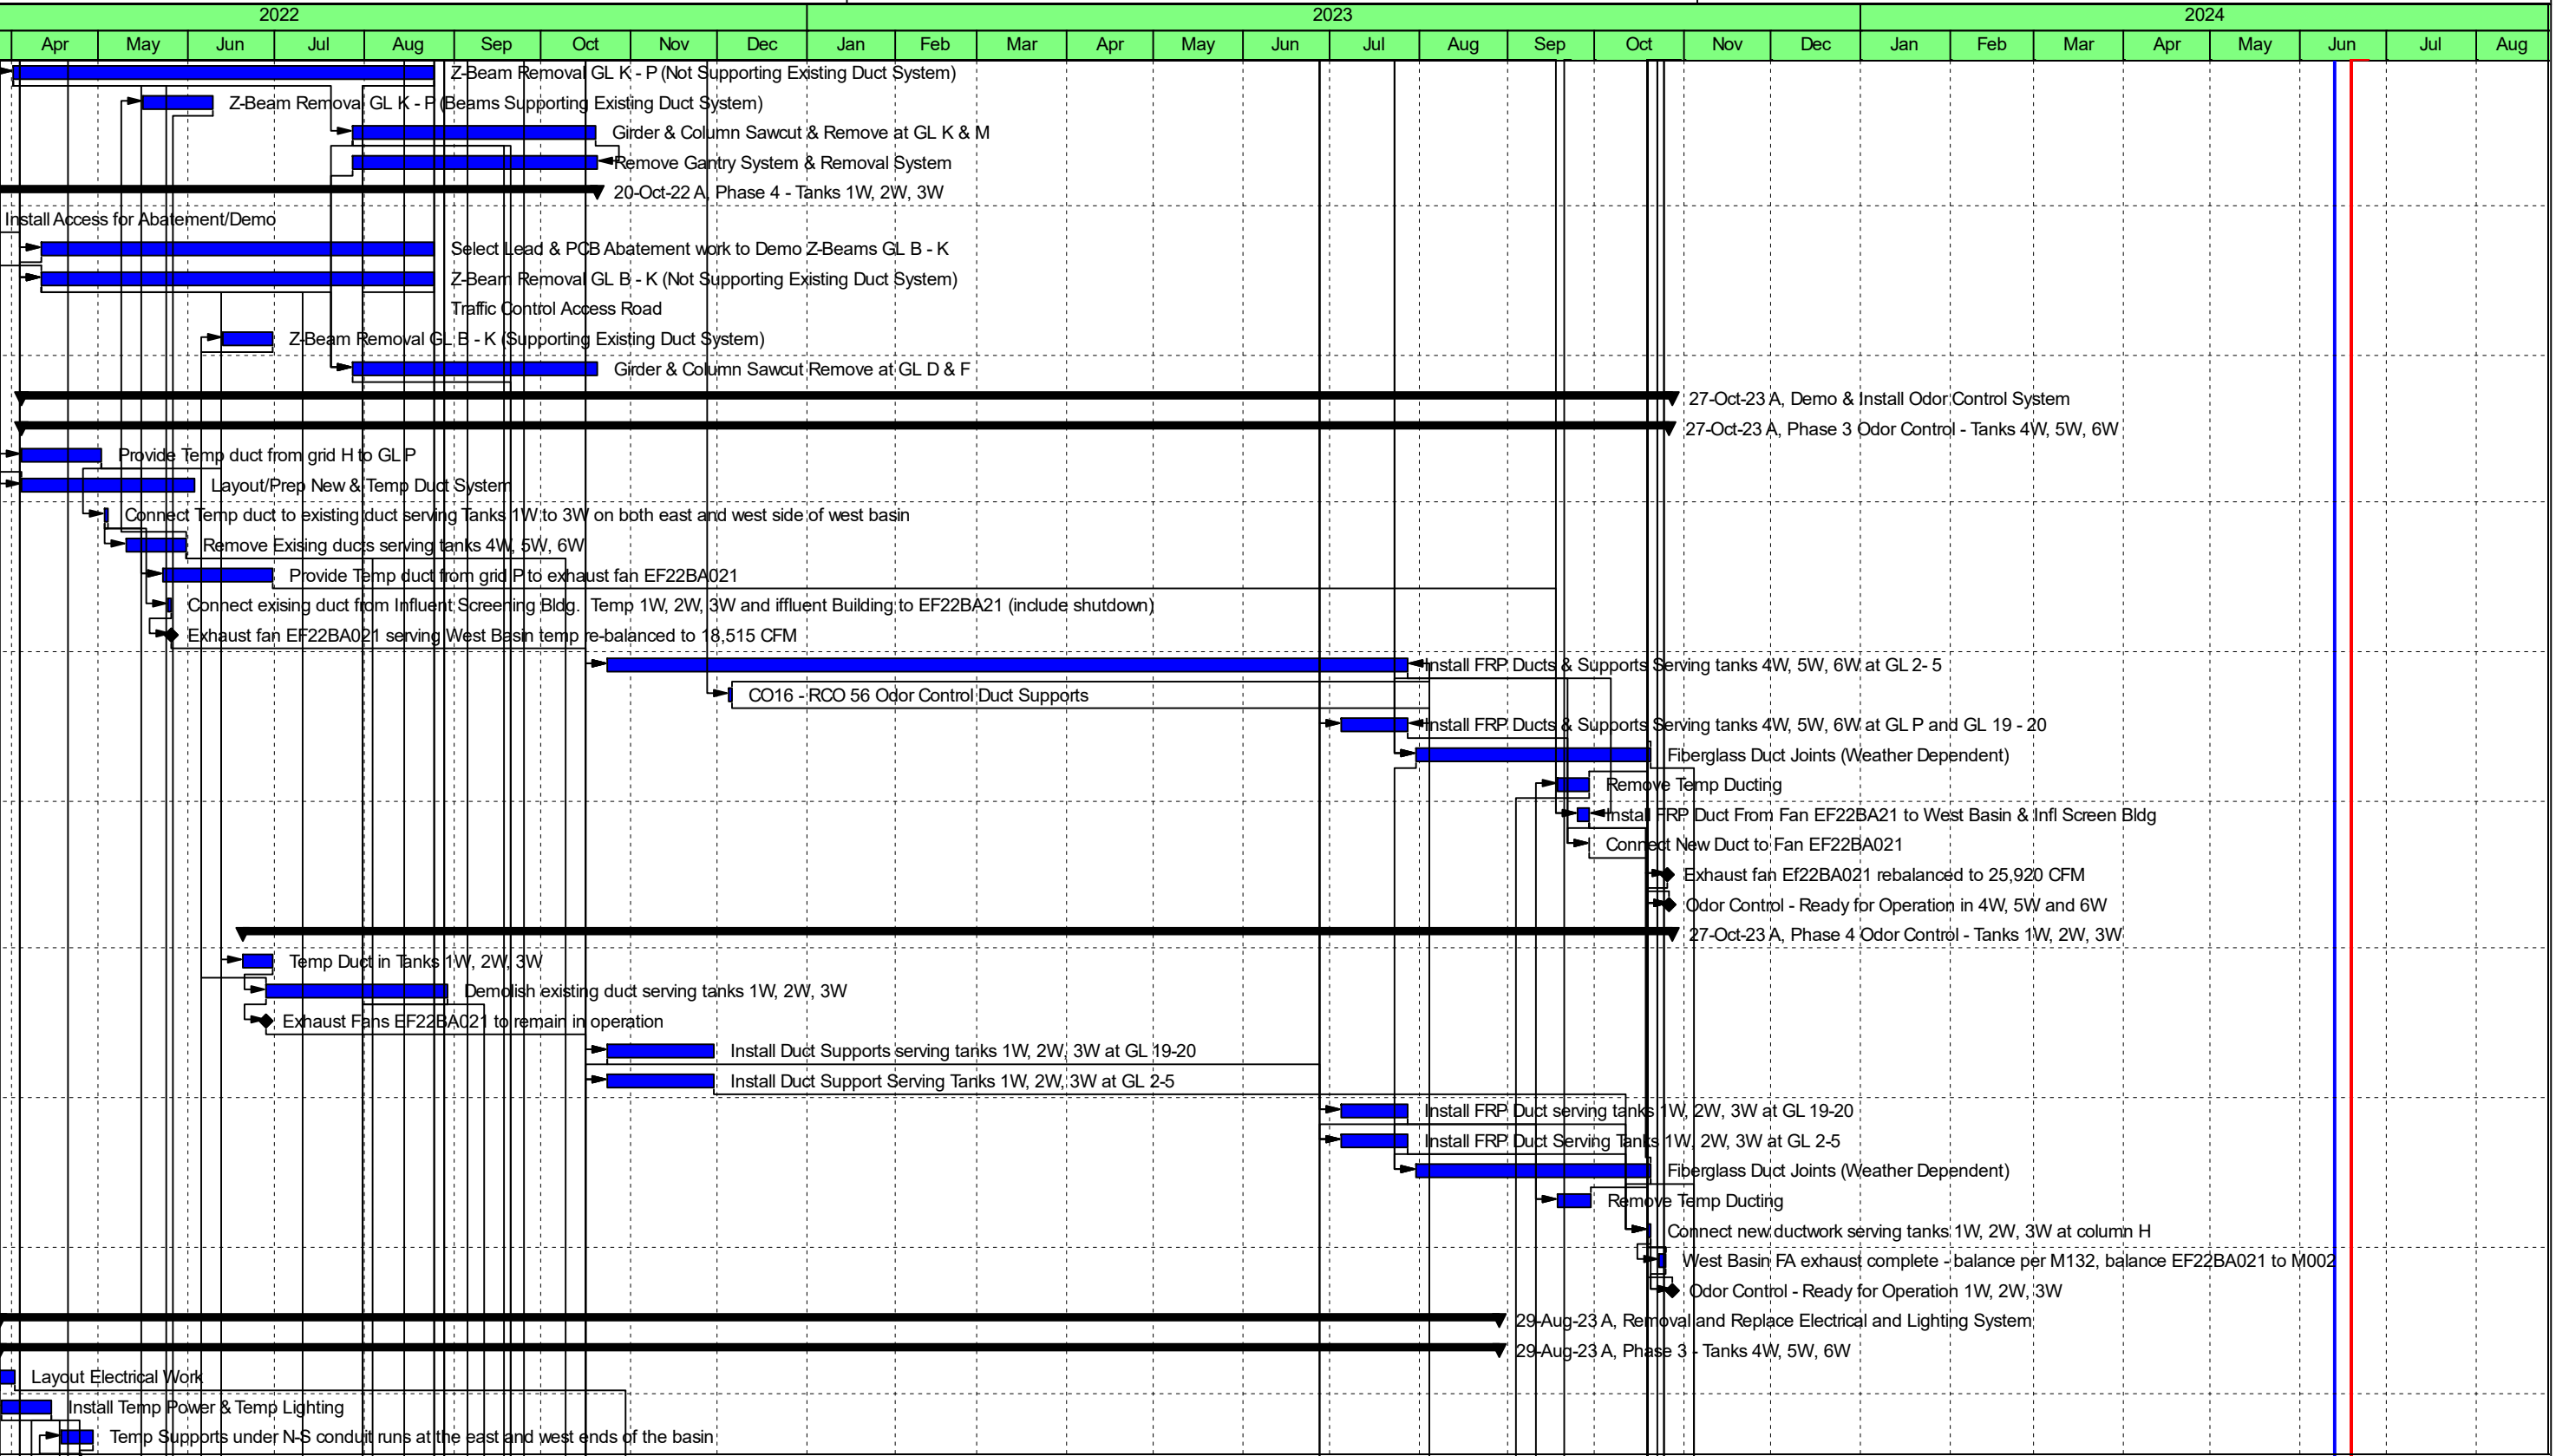 2022 2023 2024
Apr May Jun Jul Aug Sep Oct Nov Dec Jan Feb Mar Apr May Jun Jul Aug Sep Oct Nov Dec Jan Feb Mar Apr May Jun Jul Aug
Z-Beam Removal GL K - P (Not Supporting Existing Duct System)
Z-Beam Removal GL K - P (Beams Supporting Existing Duct System)
Girder & Column Sawcut & Remove at GL K & M
Remove Gantry System & Removal System
20-Oct-22 A, Phase 4 - Tanks 1W, 2W, 3W
Install Access for Abatement/Demo
Select Lead & PCB Abatement work to Demo Z-Beams GL B - K
Z-Beam Removal GL B - K (Not Supporting Existing Duct System)
Traffic Control Access Road
Z-Beam Removal GL B - K (Supporting Existing Duct System)
Girder & Column Sawcut Remove at GL D & F
27-Oct-23 A, Demo & Install Odor Control System
27-Oct-23 A, Phase 3 Odor Control - Tanks 4W, 5W, 6W
Provide Temp duct from grid H to GL P
Layout/Prep New & Temp Duct System
Connect Temp duct to existing duct serving Tanks 1W to 3W on both east and west side of west basin
Remove Exising ducts serving tanks 4W, 5W, 6W
Provide Temp duct from grid P to exhaust fan EF22BA021
Connect exising duct from Influent Screening Bldg. Temp 1W, 2W, 3W and iffluent Building to EF22BA21 (include shutdown)
Exhaust fan EF22BA021 serving West Basin temp re-balanced to 18,515 CFM
Install FRP Ducts & Supports Serving tanks 4W, 5W, 6W at GL 2- 5
CO16 - RCO 56 Odor Control Duct Supports
Install FRP Ducts & Supports Serving tanks 4W, 5W, 6W at GL P and GL 19 - 20
Fiberglass Duct Joints (Weather Dependent)
Remove Temp Ducting
Install FRP Duct From Fan EF22BA21 to West Basin & Infl Screen Bldg
Connect New Duct to Fan EF22BA021
Exhaust fan Ef22BA021 rebalanced to 25,920 CFM
Odor Control - Ready for Operation in 4W, 5W and 6W
27-Oct-23 A, Phase 4 Odor Control - Tanks 1W, 2W, 3W
Temp Duct in Tanks 1W, 2W, 3W
Demolish existing duct serving tanks 1W, 2W, 3W
Exhaust Fans EF22BA021 to remain in operation
Install Duct Supports serving tanks 1W, 2W, 3W at GL 19-20
Install Duct Support Serving Tanks 1W, 2W, 3W at GL 2-5
Install FRP Duct serving tanks 1W, 2W, 3W at GL 19-20
Install FRP Duct Serving Tanks 1W, 2W, 3W at GL 2-5
Fiberglass Duct Joints (Weather Dependent)
Remove Temp Ducting
Connect new ductwork serving tanks 1W, 2W, 3W at column H
West Basin FA exhaust complete - balance per M132, balance EF22BA021 to M002
Odor Control - Ready for Operation 1W, 2W, 3W
29-Aug-23 A, Removal and Replace Electrical and Lighting System
29-Aug-23 A, Phase 3 - Tanks 4W, 5W, 6W
Layout Electrical Work
Install Temp Power & Temp Lighting
Temp Supports under N-S conduit runs at the east and west ends of the basin